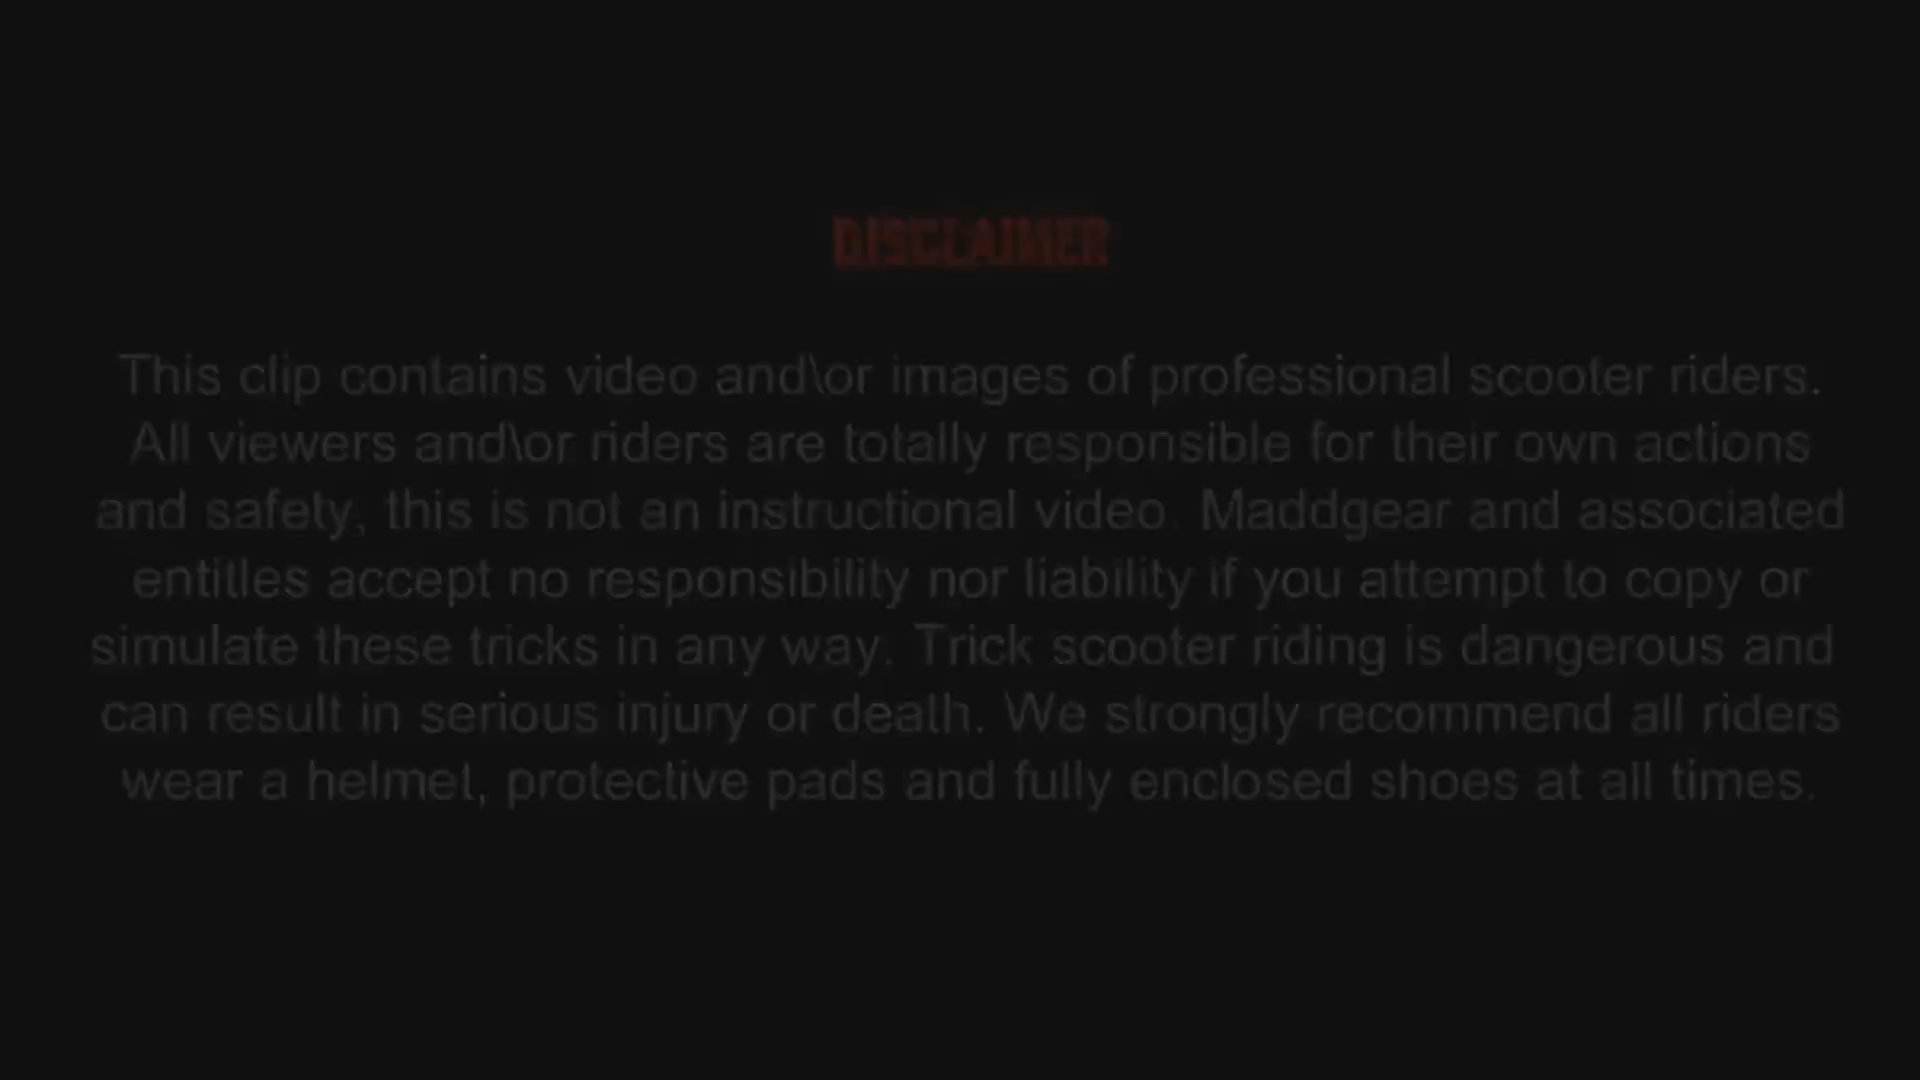 DISCLAIMER
This clip contains video and\or images of professional scooter riders.
All viewers and\or riders are totally responsible for their own actions
and safety, this is not an instructional video. Maddgear and associated
entities accept no responsibility nor liability if you attempt to copy or
simulate these tricks in any way. Trick scooter riding is dangerous and
can result in serious injury or death. We strongly recommend all riders
wear a helmet, protective pads and fully enclosed shoes at all times.